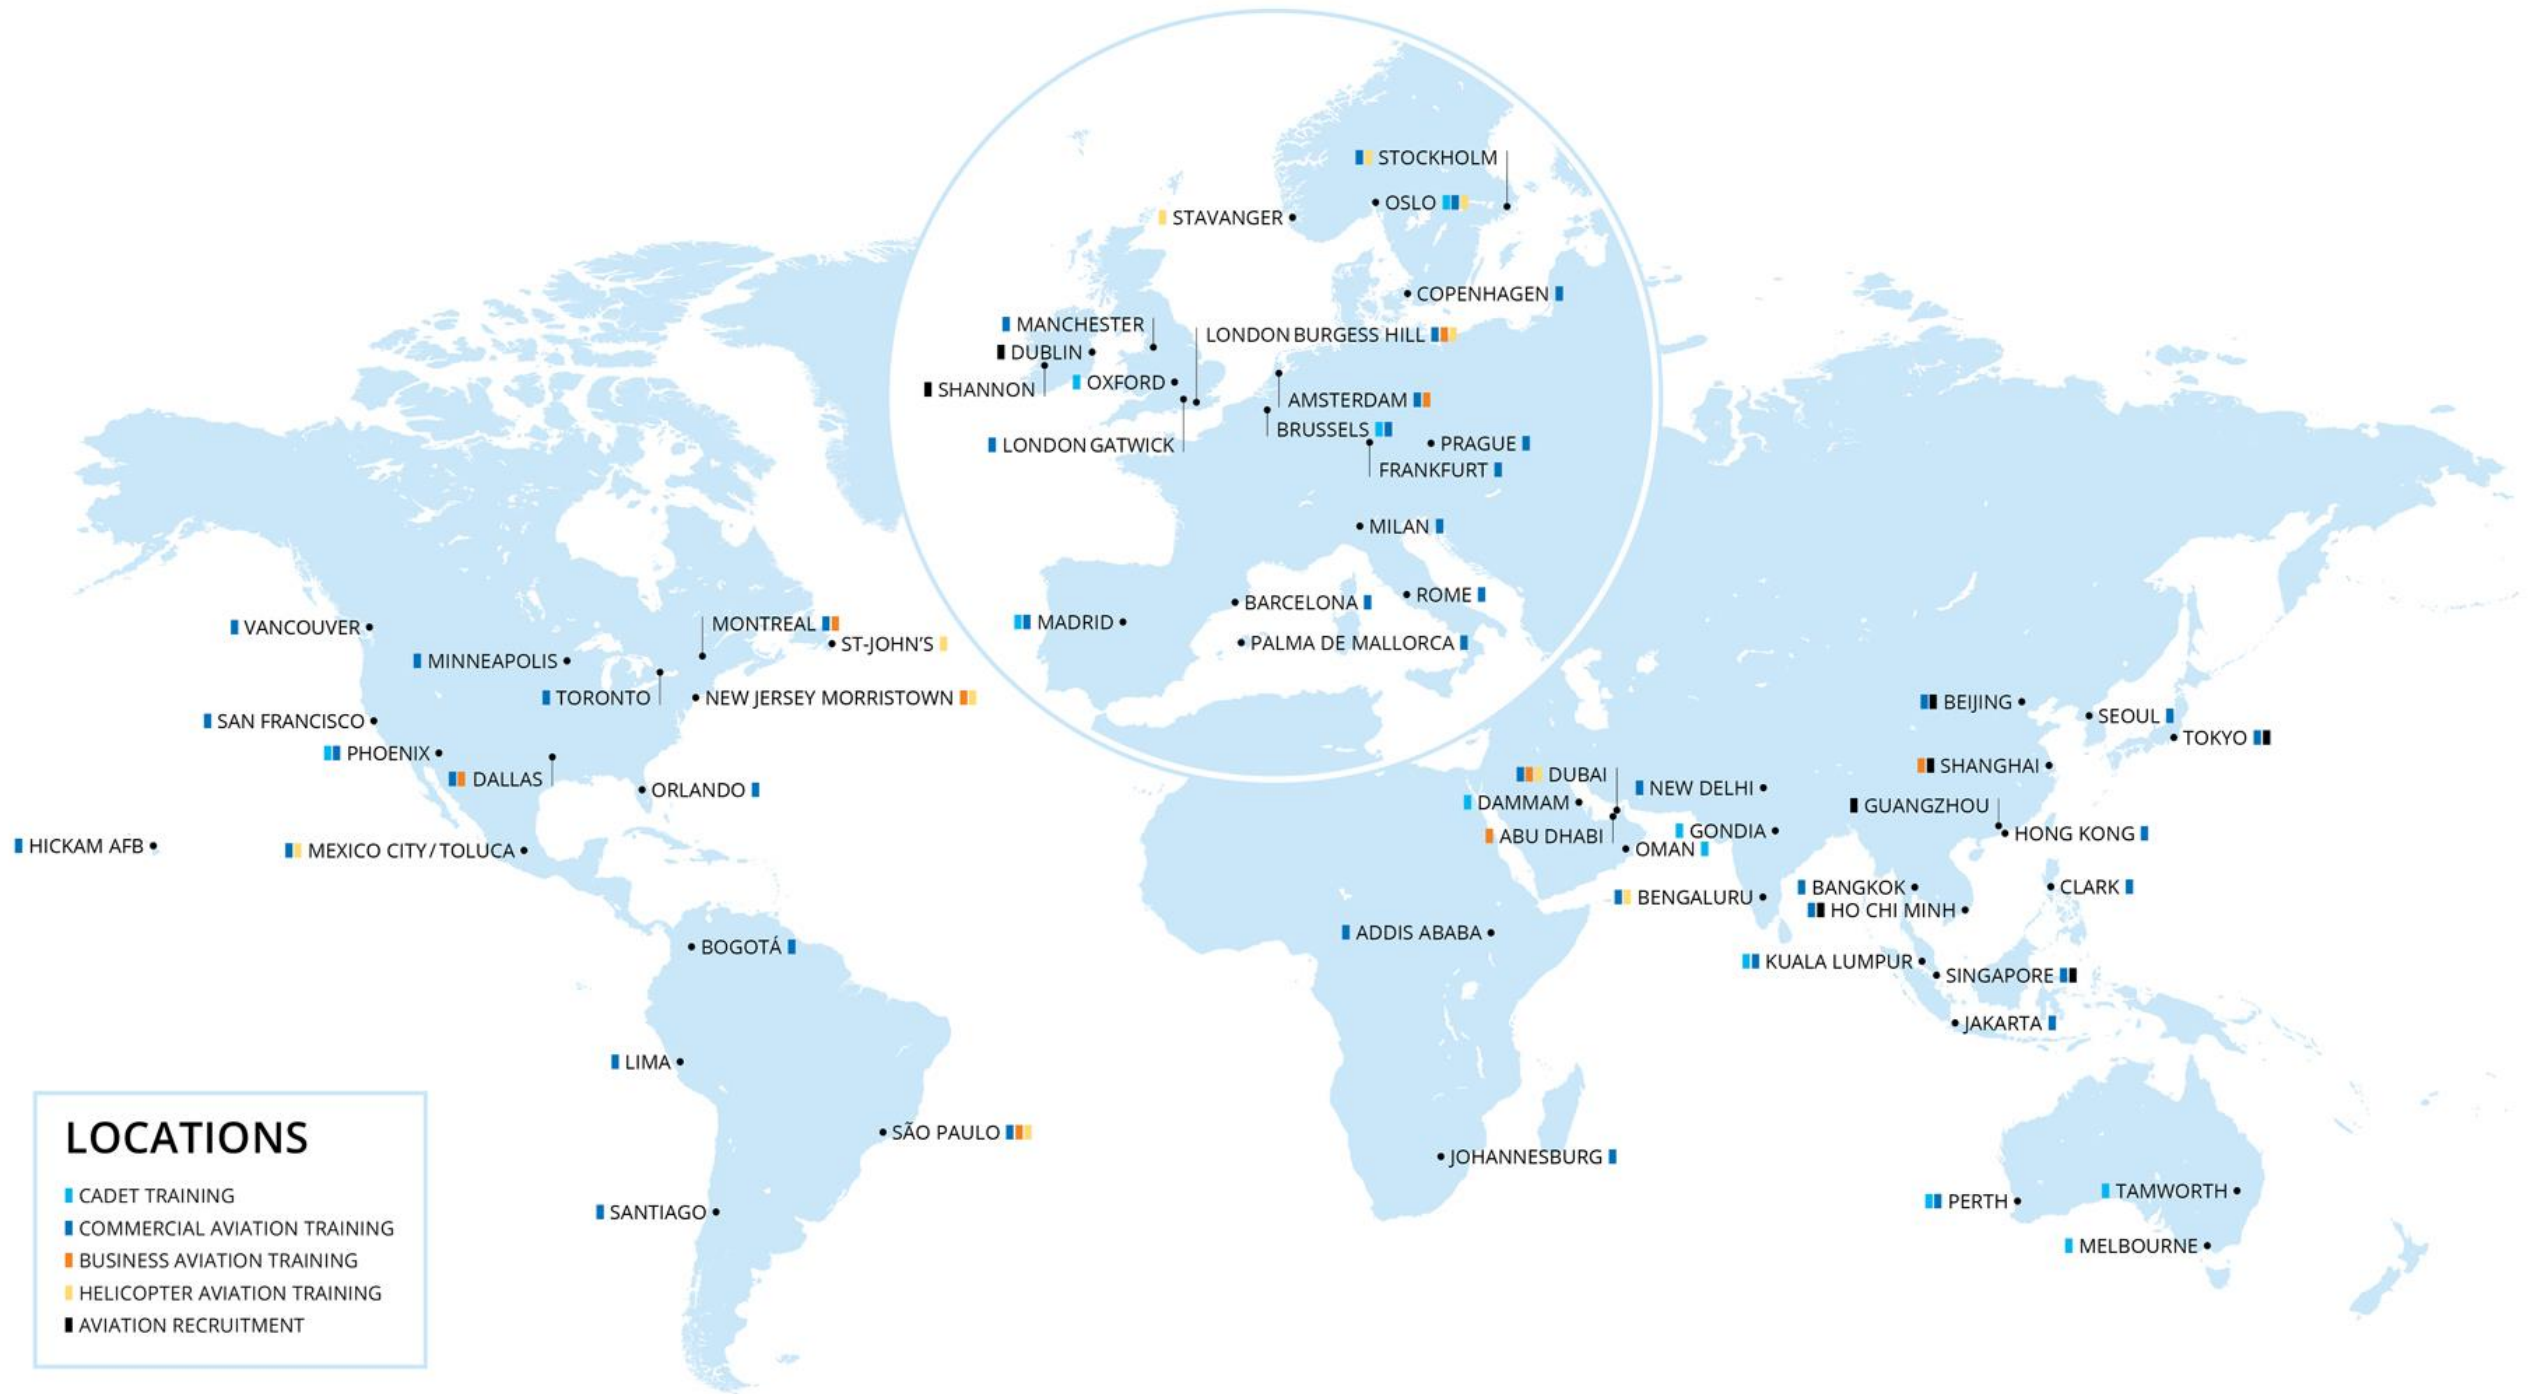 STOCKHOLM
OSLO
STAVANGER
COPENHAGEN
MANCHESTER
LONDON BURGESS HILL
DUBLIN
OXFORD
SHANNON
AMSTERDAM
BRUSSELS
LONDON GATWICK
PRAGUE
FRANKFURT
MILAN
ROME
BARCELONA
MADRID
PALMA DE MALLORCA
VANCOUVER
MONTREAL
ST-JOHN'S
MINNEAPOLIS
TORONTO
NEW JERSEY MORRISTOWN
SAN FRANCISCO
PHOENIX
DALLAS
ORLANDO
HICKAM AFB
MEXICO CITY / TOLUCA
BOGOTÁ
LIMA
SÃO PAULO
SANTIAGO
BEIJING
SEOUL
TOKYO
SHANGHAI
DUBAI
NEW DELHI
DAMMAM
GUANGZHOU
ABU DHABI
GONDIA
HONG KONG
OMAN
BANGKOK
CLARK
BENGALURU
HO CHI MINH
ADDIS ABABA
KUALA LUMPUR
SINGAPORE
JAKARTA
JOHANNESBURG
TAMWORTH
PERTH
MELBOURNE
LOCATIONS
CADET TRAINING
COMMERCIAL AVIATION TRAINING
BUSINESS AVIATION TRAINING
HELICOPTER AVIATION TRAINING
AVIATION RECRUITMENT